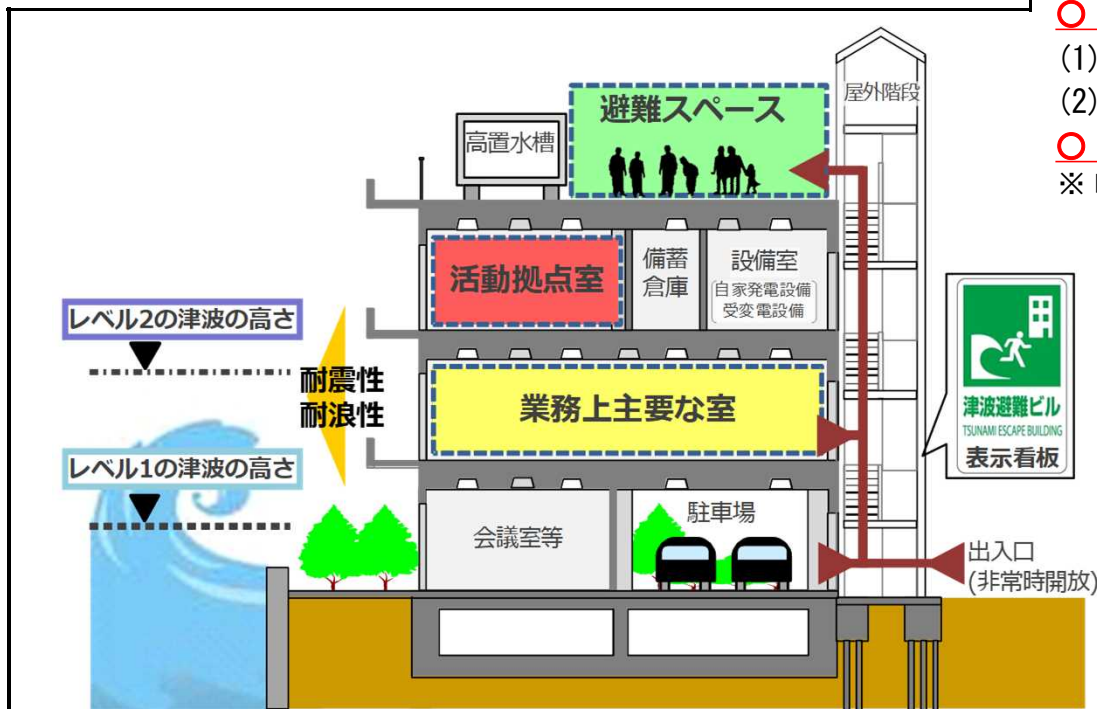 ○
(1)
(2)
○
※
屋外階段
避難スペース
高置水槽
活動拠点室
備蓄
倉庫
設備室
自家発電設備
受変電設備
レベル2の津波の高さ
耐震性
耐浪性
業務上主要な室
津波避難ビル
TSUNAMI ESCAPE BUILDING
表示看板
レベル1の津波の高さ
会議室等
駐車場
出入口
(非常時開放)